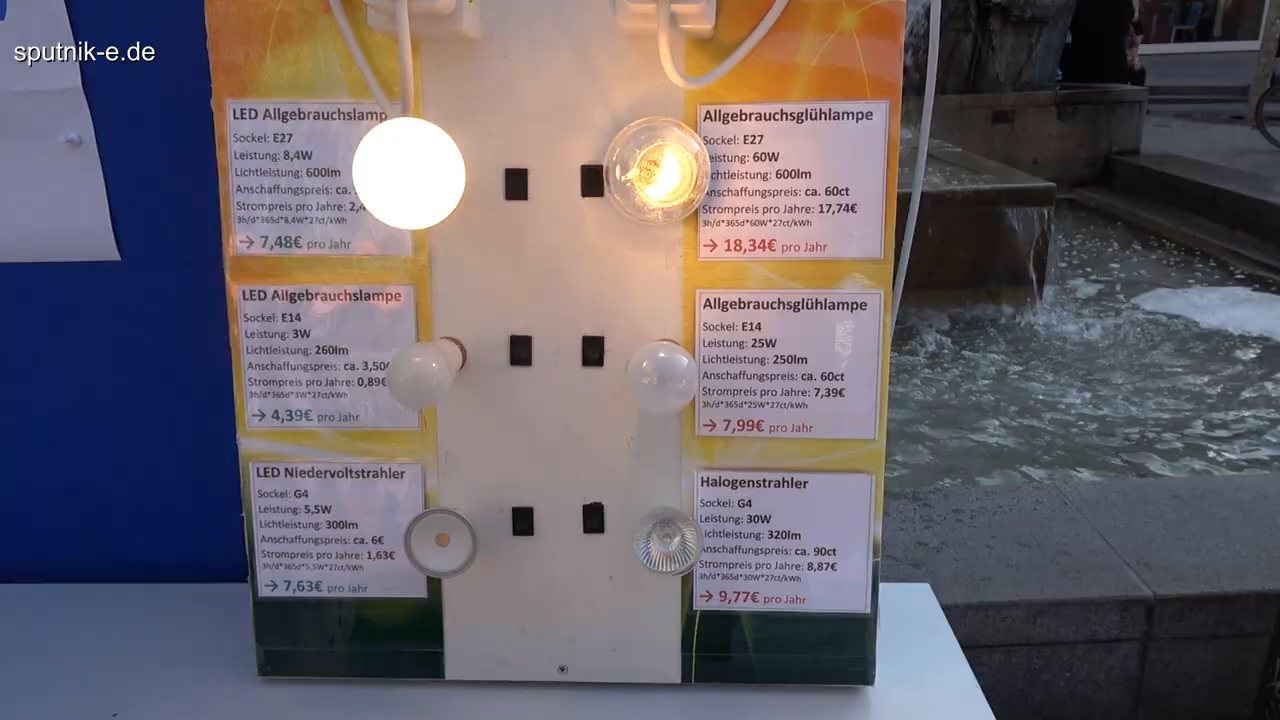 sputnik-e.de
LED Allgebrauchslamp
Sockel: E27
Leistung: 8,4W
Lichtleistung: 600lm
Anschaffungspreis: ca.
Strompreis pro Jahre: 2,4
3h/d*365d*8,4W*27ct/kWh
→ 7,48€ pro Jahr
Allgebrauchsglühlampe
Sockel: E27
Leistung: 60W
Lichtleistung: 600lm
Anschaffungspreis: ca. 60ct
Strompreis pro Jahre: 17,74€
3h/d*365d*60W*27ct/kWh
→ 18,34€ pro Jahr
LED Allgebrauchslampe
Sockel: E14
Leistung: 3W
Lichtleistung: 260lm
Anschaffungspreis: ca. 3,50€
Strompreis pro Jahre: 0,89€
3h/d*365d*3W*27ct/kWh
→ 4,39€ pro Jahr
Allgebrauchsglühlampe
Sockel: E14
Leistung: 25W
Lichtleistung: 250lm
Anschaffungspreis: ca. 60ct
Strompreis pro Jahre: 7,39€
3h/d*365d*25W*27ct/kWh
→ 7,99€ pro Jahr
LED Niedervoltstrahler
Sockel: G4
Leistung: 5,5W
Lichtleistung: 300lm
Anschaffungspreis: ca. 6€
Strompreis pro Jahre: 1,63€
3h/d*365d*5,5W*27ct/kWh
→ 7,63€ pro Jahr
Halogenstrahler
Sockel: G4
Leistung: 30W
Lichtleistung: 320lm
Anschaffungspreis: ca. 90ct
Strompreis pro Jahre: 8,87€
3h/d*365d*30W*27ct/kWh
→ 9,77€ pro Jahr